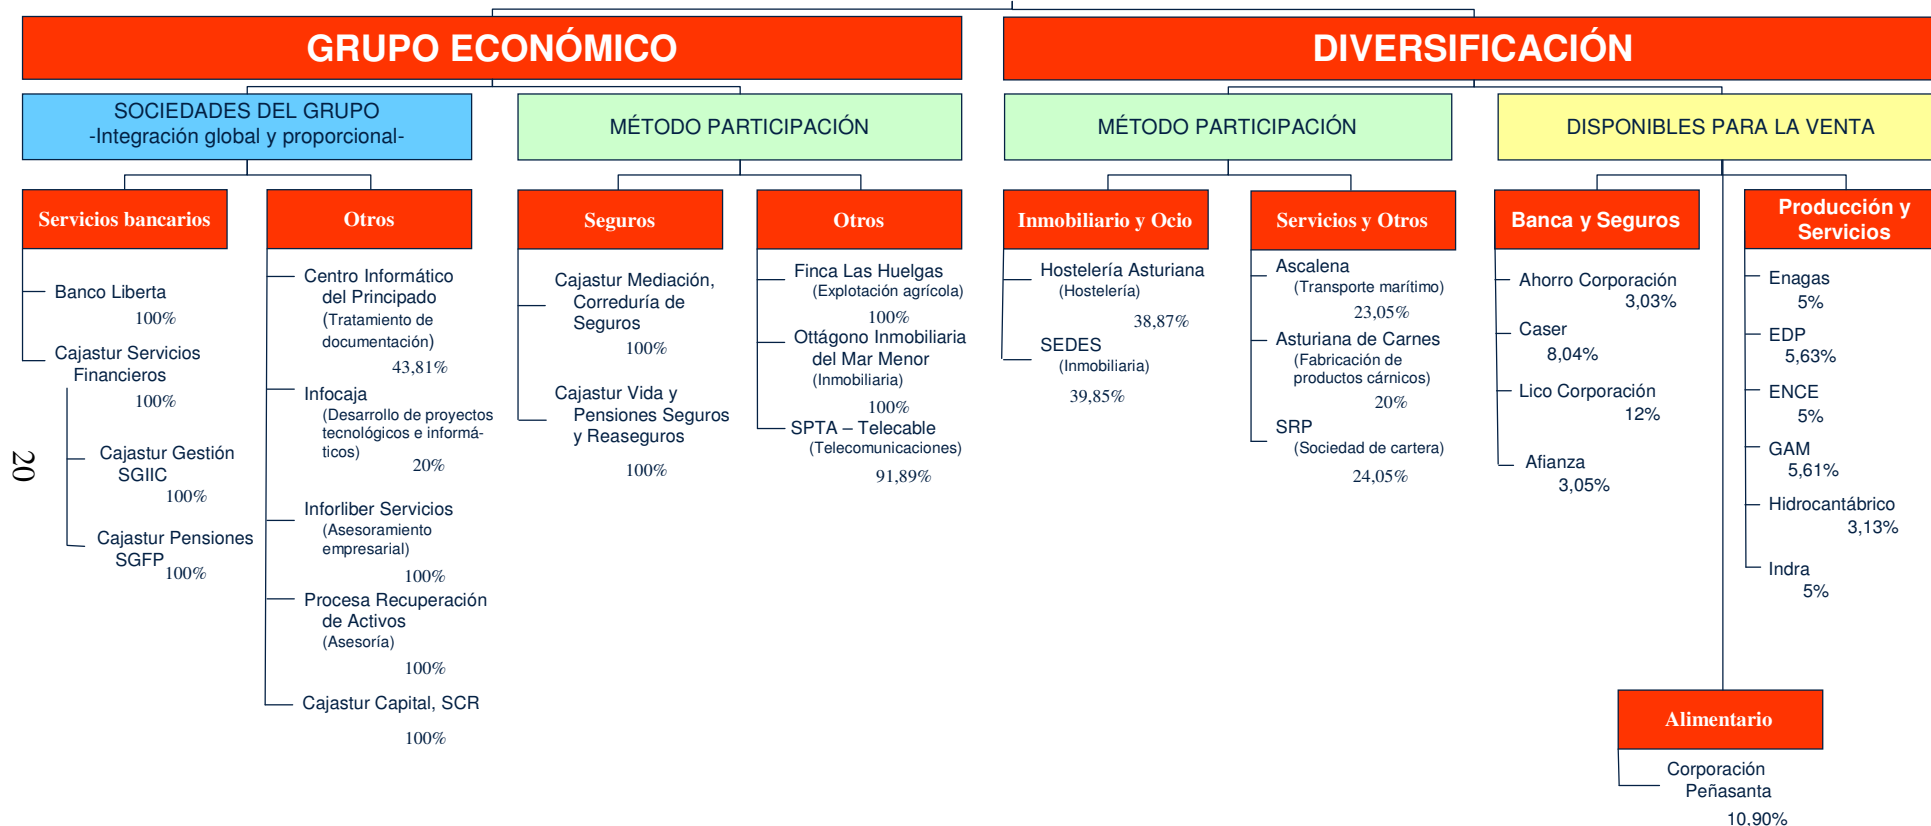 GRUPO ECONÓMICO
DIVERSIFICACIÓN
SOCIEDADES DEL GRUPO
-Integración global y proporcional-
MÉTODO PARTICIPACIÓN
MÉTODO PARTICIPACIÓN
DISPONIBLES PARA LA VENTA
Servicios bancarios
Banco Liberta
100%
Cajastur Servicios
Financieros
100%
Cajastur Gestión
SGIIC
100%
Cajastur Pensiones
SGFP
100%
Otros
Centro Informático
del Principado
(Tratamiento de
documentación)
43,81%
Infocaja
(Desarrollo de proyectos
tecnológicos e informá-
ticos)
20%
Inforliber Servicios
(Asesoramiento
empresarial)
100%
Procesa Recuperación
de Activos
(Asesoría)
100%
Cajastur Capital, SCR
100%
Seguros
Cajastur Mediación,
Correduría de
Seguros
100%
Cajastur Vida y
Pensiones Seguros
y Reaseguros
100%
Otros
Finca Las Huelgas
(Explotación agrícola)
100%
Ottágono Inmobiliaria
del Mar Menor
(Inmobiliaria)
100%
SPTA – Telecable
(Telecomunicaciones)
91,89%
Inmobiliario y Ocio
Hostelería Asturiana
(Hostelería)
38,87%
SEDES
(Inmobiliaria)
39,85%
Servicios y Otros
Ascalena
(Transporte marítimo)
23,05%
Asturiana de Carnes
(Fabricación de
productos cárnicos)
20%
SRP
(Sociedad de cartera)
24,05%
Banca y Seguros
Ahorro Corporación
3,03%
Caser
8,04%
Lico Corporación
12%
Afianza
3,05%
Producción y
Servicios
Enagas
5%
EDP
5,63%
ENCE
5%
GAM
5,61%
Hidrocantábrico
3,13%
Indra
5%
Alimentario
Corporación
Peñasanta
10,90%
20